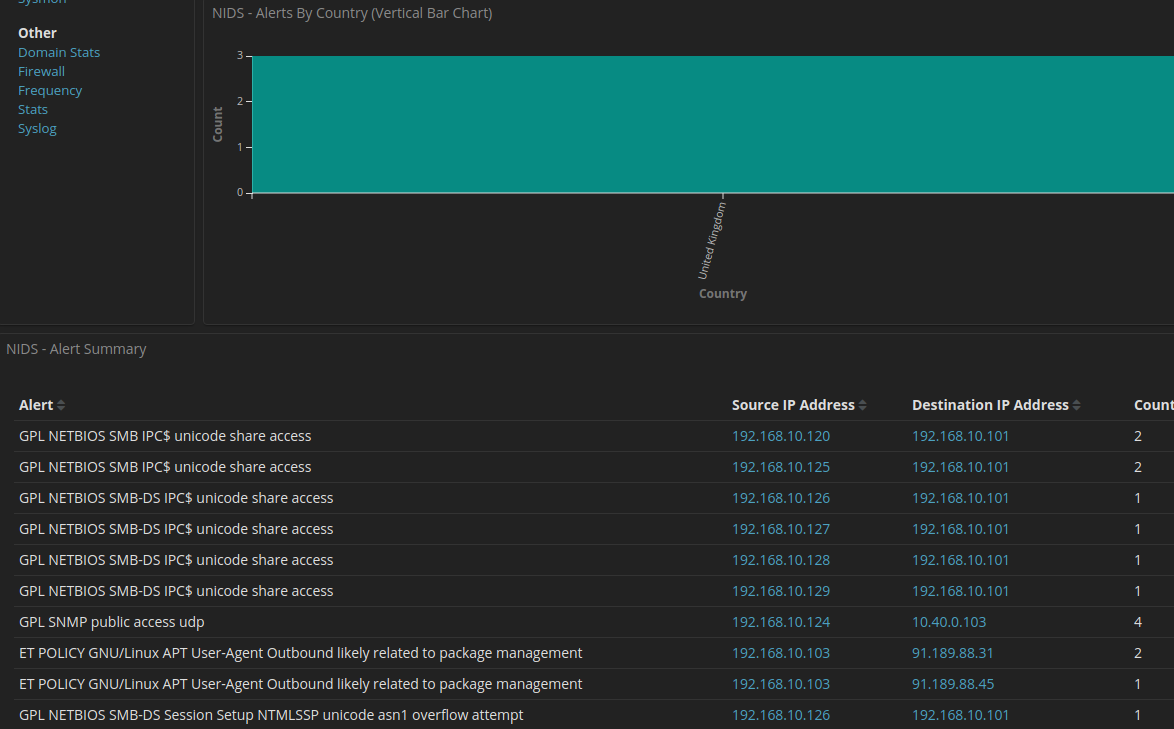 Sysmon
Other
Domain Stats
Firewall
Frequency
Stats
Syslog
NIDS - Alerts By Country (Vertical Bar Chart)
3
2
1
0
Count
United Kingdom
Country
NIDS - Alert Summary
Alert Source IP Address Destination IP Address Count
GPL NETBIOS SMB IPC$ unicode share access 192.168.10.120 192.168.10.101 2
GPL NETBIOS SMB IPC$ unicode share access 192.168.10.125 192.168.10.101 2
GPL NETBIOS SMB-DS IPC$ unicode share access 192.168.10.126 192.168.10.101 1
GPL NETBIOS SMB-DS IPC$ unicode share access 192.168.10.127 192.168.10.101 1
GPL NETBIOS SMB-DS IPC$ unicode share access 192.168.10.128 192.168.10.101 1
GPL NETBIOS SMB-DS IPC$ unicode share access 192.168.10.129 192.168.10.101 1
GPL SNMP public access udp 192.168.10.124 10.40.0.103 4
ET POLICY GNU/Linux APT User-Agent Outbound likely related to package management 192.168.10.103 91.189.88.31 2
ET POLICY GNU/Linux APT User-Agent Outbound likely related to package management 192.168.10.103 91.189.88.45 1
GPL NETBIOS SMB-DS Session Setup NTMLSSP unicode asn1 overflow attempt 192.168.10.126 192.168.10.101 1